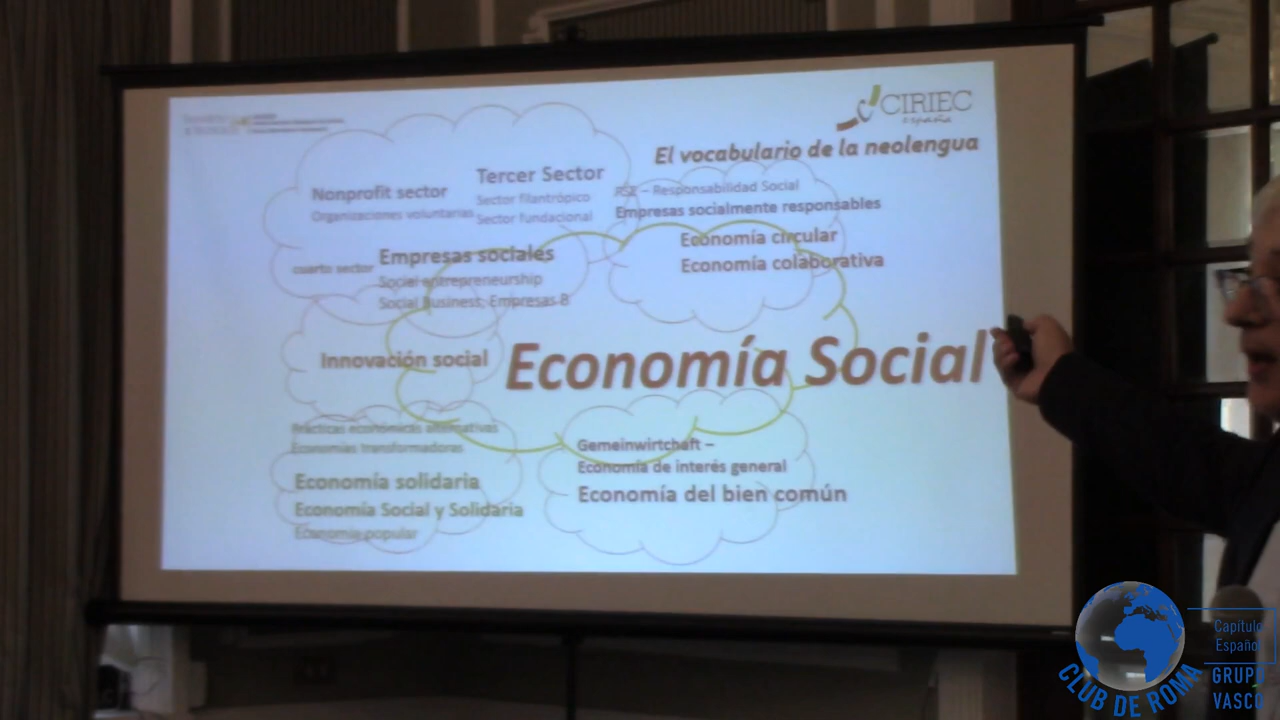 CIRIEC
españa
El vocabulario de la neolengua
Nonprofit sector
Organizaciones voluntarias
Tercer Sector
Sector filantrópico
Sector fundacional
RSE – Responsabilidad Social
Empresas socialmente responsables
Economía circular
Economía colaborativa
cuarto sector
Empresas sociales
Social entrepreneurship
Social Business, Empresas B
Innovación social
Economía Social
Prácticas económicas alternativas
Economías transformadoras
Economía solidaria
Economía Social y Solidaria
Economía popular
Gemeinwirtchaft –
Economía de interés general
Economía del bien común
CLUB DE ROMA
Capítulo
Español
GRUPO
VASCO